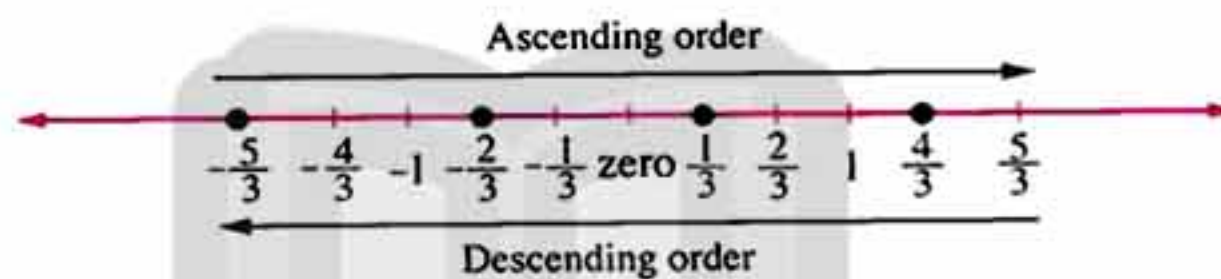 Ascending order
-5/3 -4/3 -1 -2/3 -1/3 zero 1/3 2/3 1 4/3 5/3
Descending order